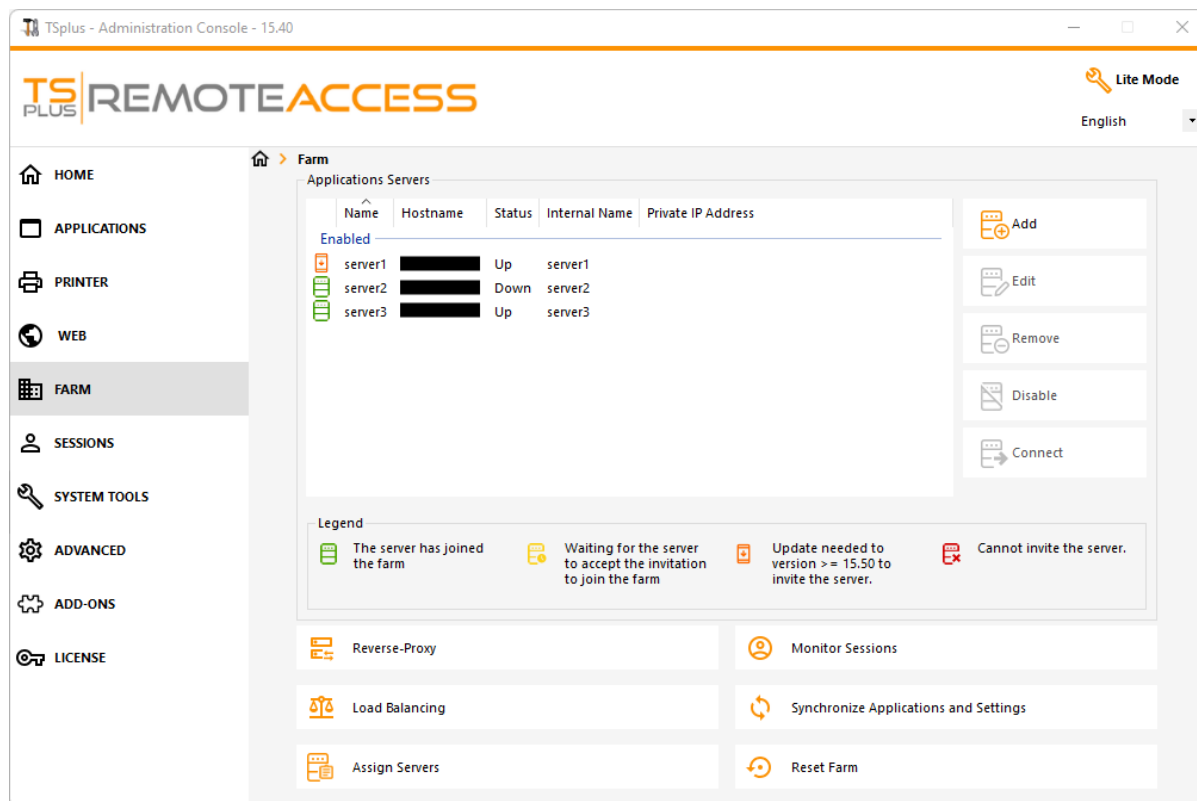 TSplus - Administration Console - 15.40
TS PLUS REMOTEACCESS
Lite Mode
English
HOME
APPLICATIONS
PRINTER
WEB
FARM
SESSIONS
SYSTEM TOOLS
ADVANCED
ADD-ONS
LICENSE
Farm
Applications Servers
Name Hostname Status Internal Name Private IP Address
Enabled
server1 Up server1
server2 Down server2
server3 Up server3
Add
Edit
Remove
Disable
Connect
Legend
The server has joined
the farm
Waiting for the server
to accept the invitation
to join the farm
Update needed to
version >= 15.50 to
invite the server.
Cannot invite the server.
Reverse-Proxy
Monitor Sessions
Load Balancing
Synchronize Applications and Settings
Assign Servers
Reset Farm